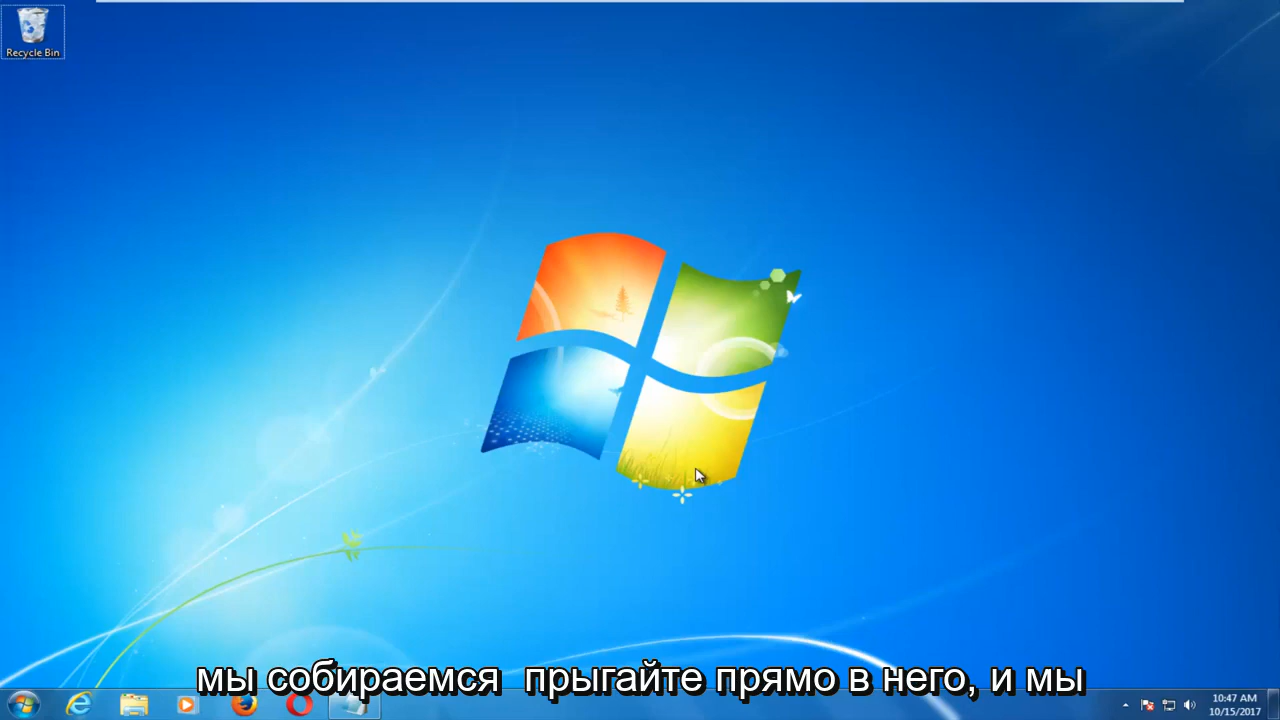 Recycle Bin
мы собираемся прыгайте прямо в него, и мы
10:47 AM
10/15/2017